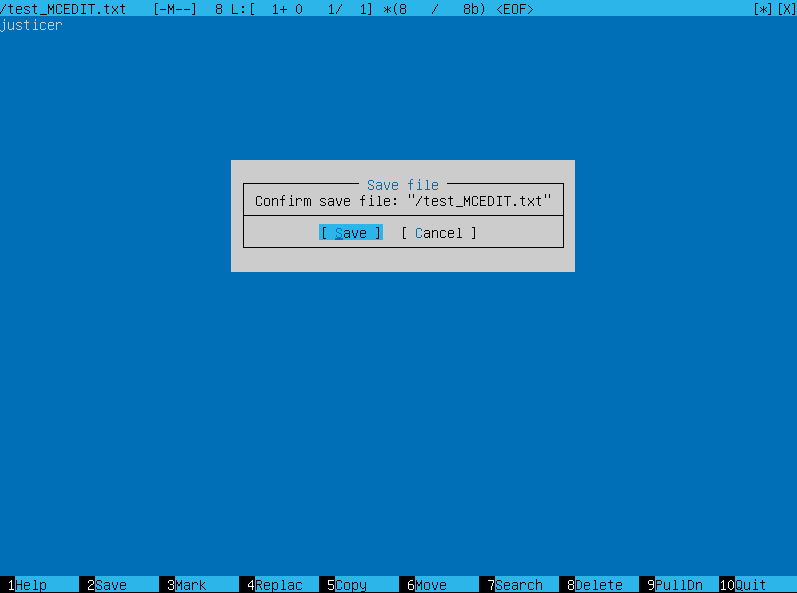 /test_MCEDIT.txt   [-M--]  8 L:[  1+ 0   1/  1] *(8   /   8b) <EOF>   [*][X]
justicer
Save file
Confirm save file: "/test_MCEDIT.txt"
[ Save ]  [ Cancel ]
1Help 2Save 3Mark 4Replac 5Copy 6Move 7Search 8Delete 9PullDn 10Quit